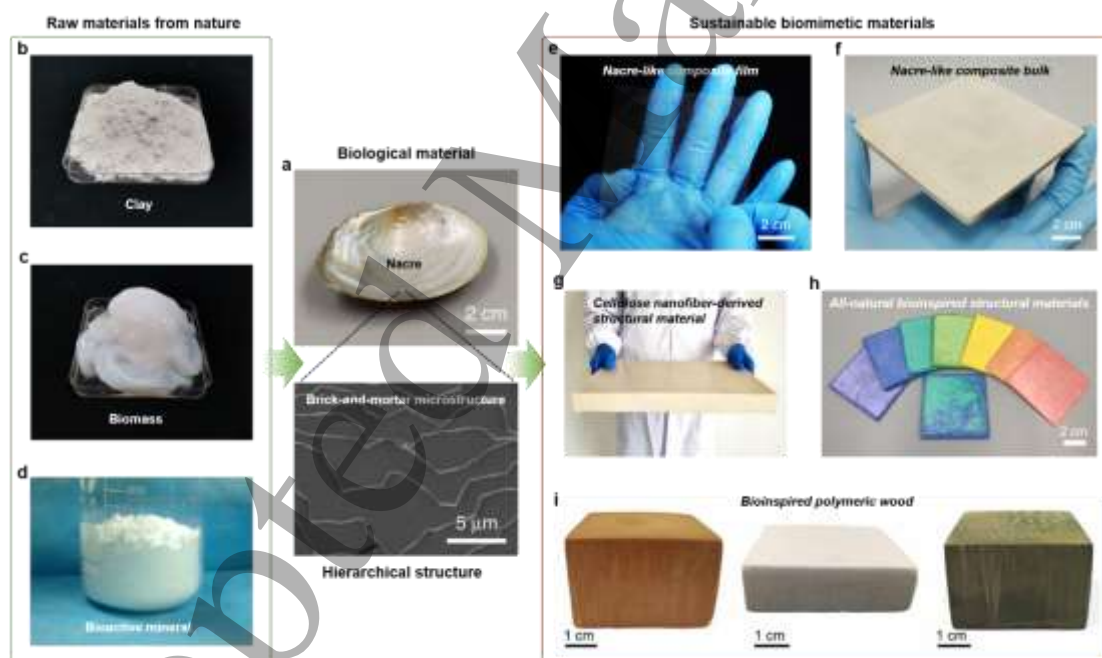 Raw materials from nature
Sustainable biomimetic materials
b
Clay
c
Biomass
d
Bioactive mineral
Biological material
a
Nacre
2 cm
Brick-and-mortar microstructure
5 μm
Hierarchical structure
e
Nacre-like composite film
2 cm
f
Nacre-like composite bulk
2 cm
g
Cellulose nanofiber-derived
structural material
h
All-natural bioinspired structural materials
2 cm
i
Bioinspired polymeric wood
1 cm
1 cm
1 cm